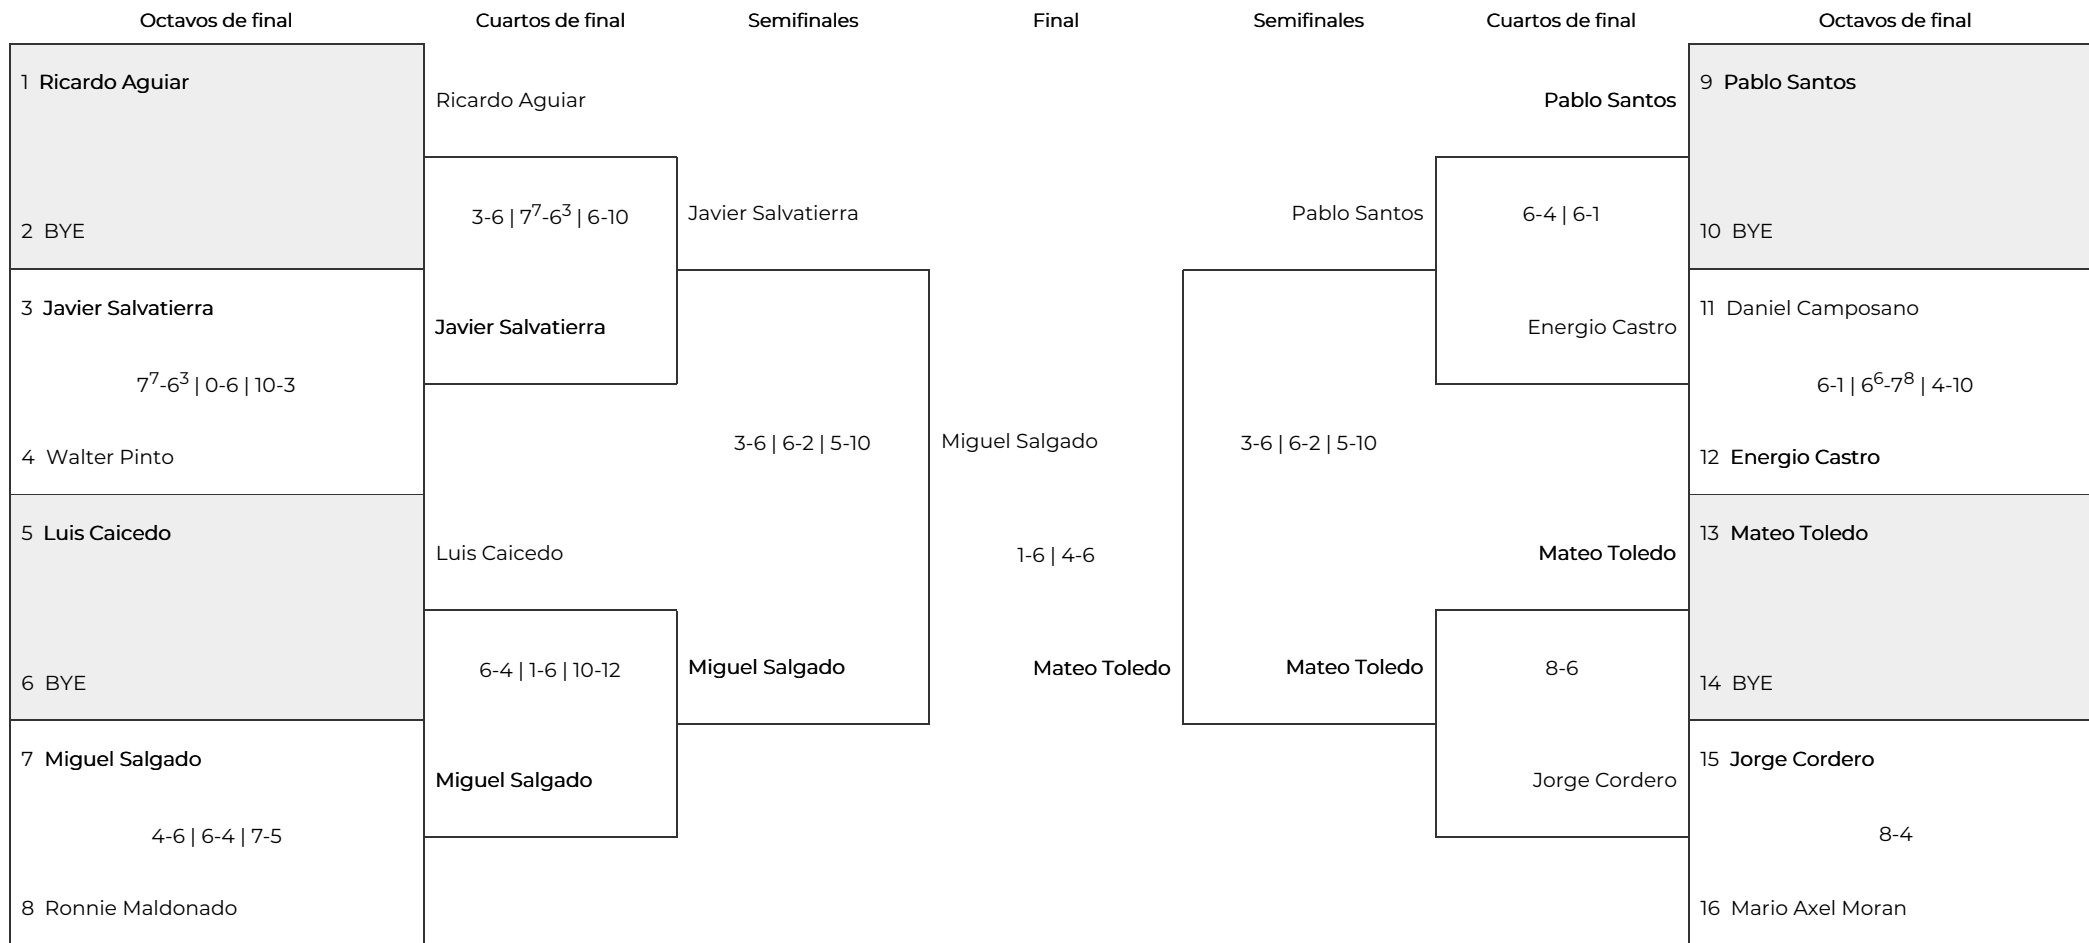 Octavos de final Cuartos de final Semifinales Final Semifinales Cuartos de final Octavos de final
1 Ricardo Aguiar
2 BYE
3 Javier Salvatierra
7⁷-6³ | 0-6 | 10-3
4 Walter Pinto
5 Luis Caicedo
6 BYE
7 Miguel Salgado
4-6 | 6-4 | 7-5
8 Ronnie Maldonado
Ricardo Aguiar
3-6 | 7⁷-6³ | 6-10
Javier Salvatierra
Luis Caicedo
6-4 | 1-6 | 10-12
Miguel Salgado
Javier Salvatierra
3-6 | 6-2 | 5-10
Miguel Salgado
Miguel Salgado
1-6 | 4-6
Mateo Toledo
Pablo Santos
3-6 | 6-2 | 5-10
Mateo Toledo
Pablo Santos
6-4 | 6-1
Energio Castro
Mateo Toledo
8-6
Jorge Cordero
9 Pablo Santos
10 BYE
11 Daniel Camposano
6-1 | 6⁶-7⁸ | 4-10
12 Energio Castro
13 Mateo Toledo
14 BYE
15 Jorge Cordero
8-4
16 Mario Axel Moran